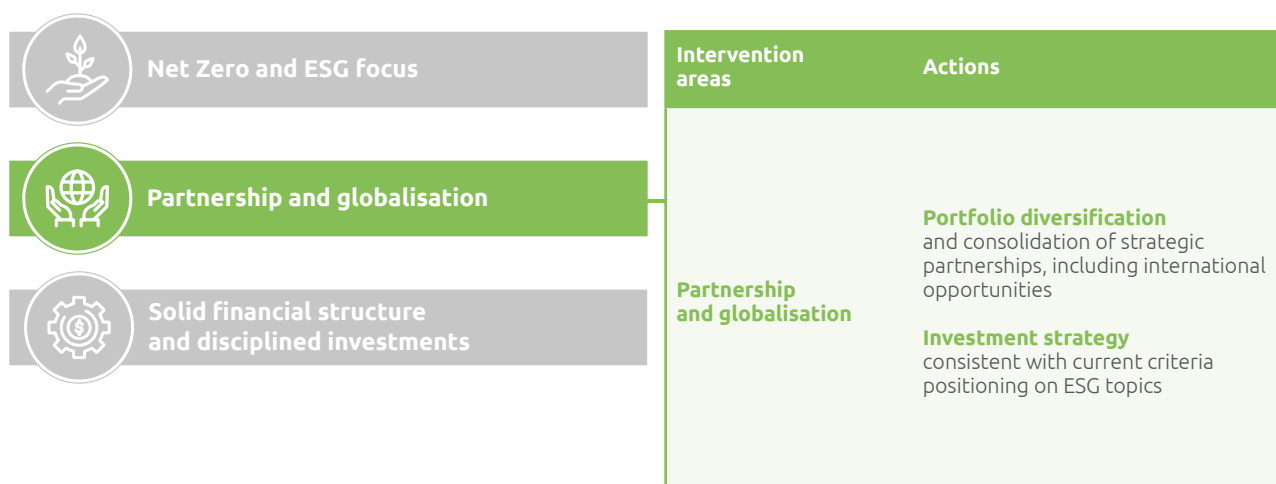 Net Zero and ESG focus
Partnership and globalisation
Solid financial structure
and disciplined investments
Intervention
areas
Actions
Partnership
and globalisation
Portfolio diversification
and consolidation of strategic
partnerships, including international
opportunities
Investment strategy
consistent with current criteria
positioning on ESG topics